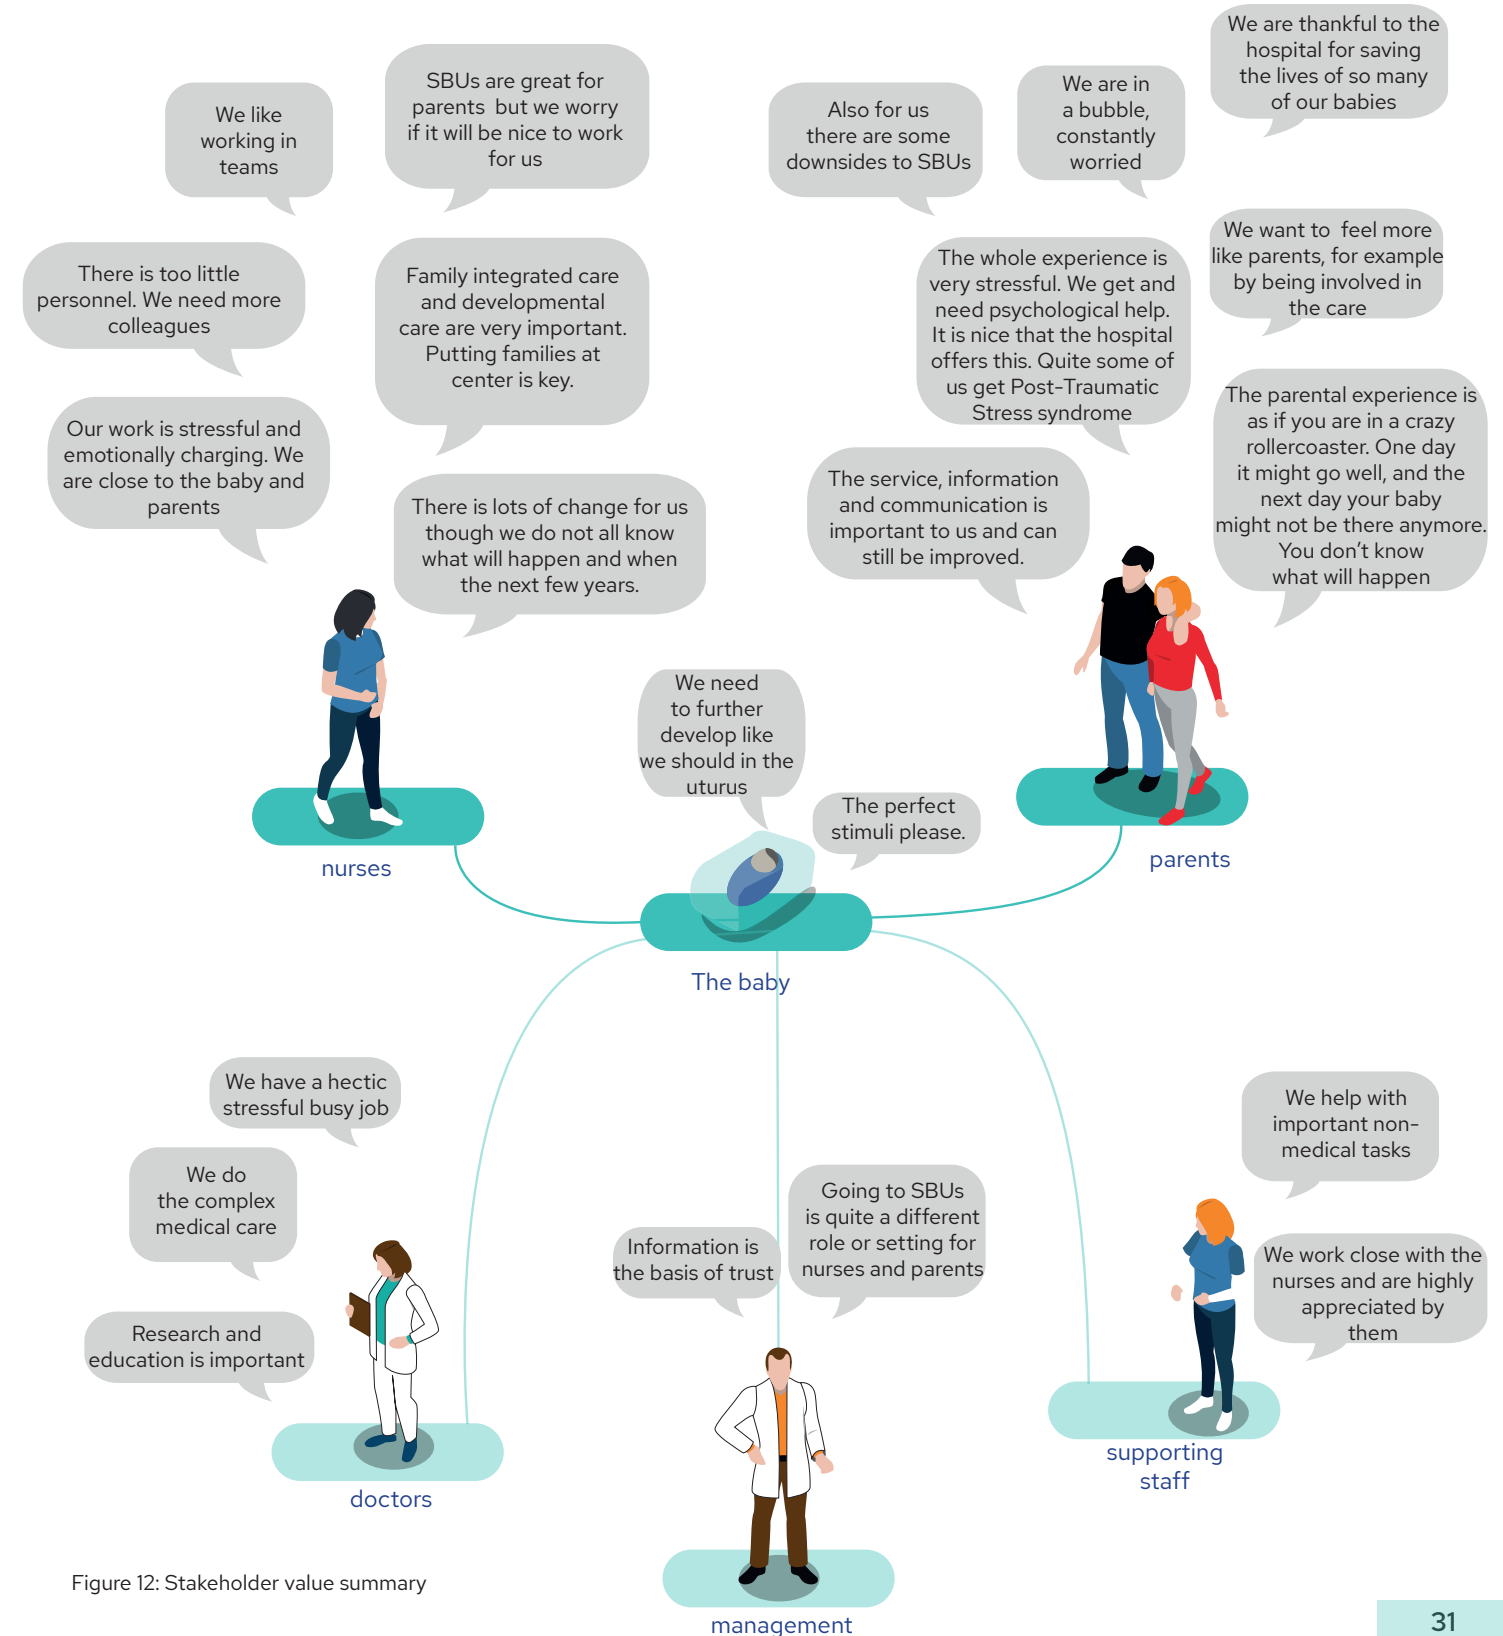 We like
working in
teams
SBUs are great for
parents but we worry
if it will be nice to work
for us
There is too little
personnel. We need more
colleagues
Family integrated care
and developmental
care are very important.
Putting families at
center is key.
Our work is stressful and
emotionally charging. We
are close to the baby and
parents
There is lots of change for us
though we do not all know
what will happen and when
the next few years.
nurses
Also for us
there are some
downsides to SBUs
We are in
a bubble,
constantly
worried
We are thankful to the
hospital for saving
the lives of so many
of our babies
The whole experience is
very stressful. We get and
need psychological help.
It is nice that the hospital
offers this. Quite some of
us get Post-Traumatic
Stress syndrome
We want to feel more
like parents, for example
by being involved in
the care
The service, information
and communication is
important to us and can
still be improved.
The parental experience is
as if you are in a crazy
rollercoaster. One day
it might go well, and the
next day your baby
might not be there anymore.
You don't know
what will happen
parents
We need
to further
develop like
we should in the
uturus
The perfect
stimuli please.
The baby
We have a hectic
stressful busy job
We do
the complex
medical care
Research and
education is important
doctors
Information is
the basis of trust
Going to SBUs
is quite a different
role or setting for
nurses and parents
management
We help with
important non-
medical tasks
We work close with the
nurses and are highly
appreciated by
them
supporting
staff
Figure 12: Stakeholder value summary
31